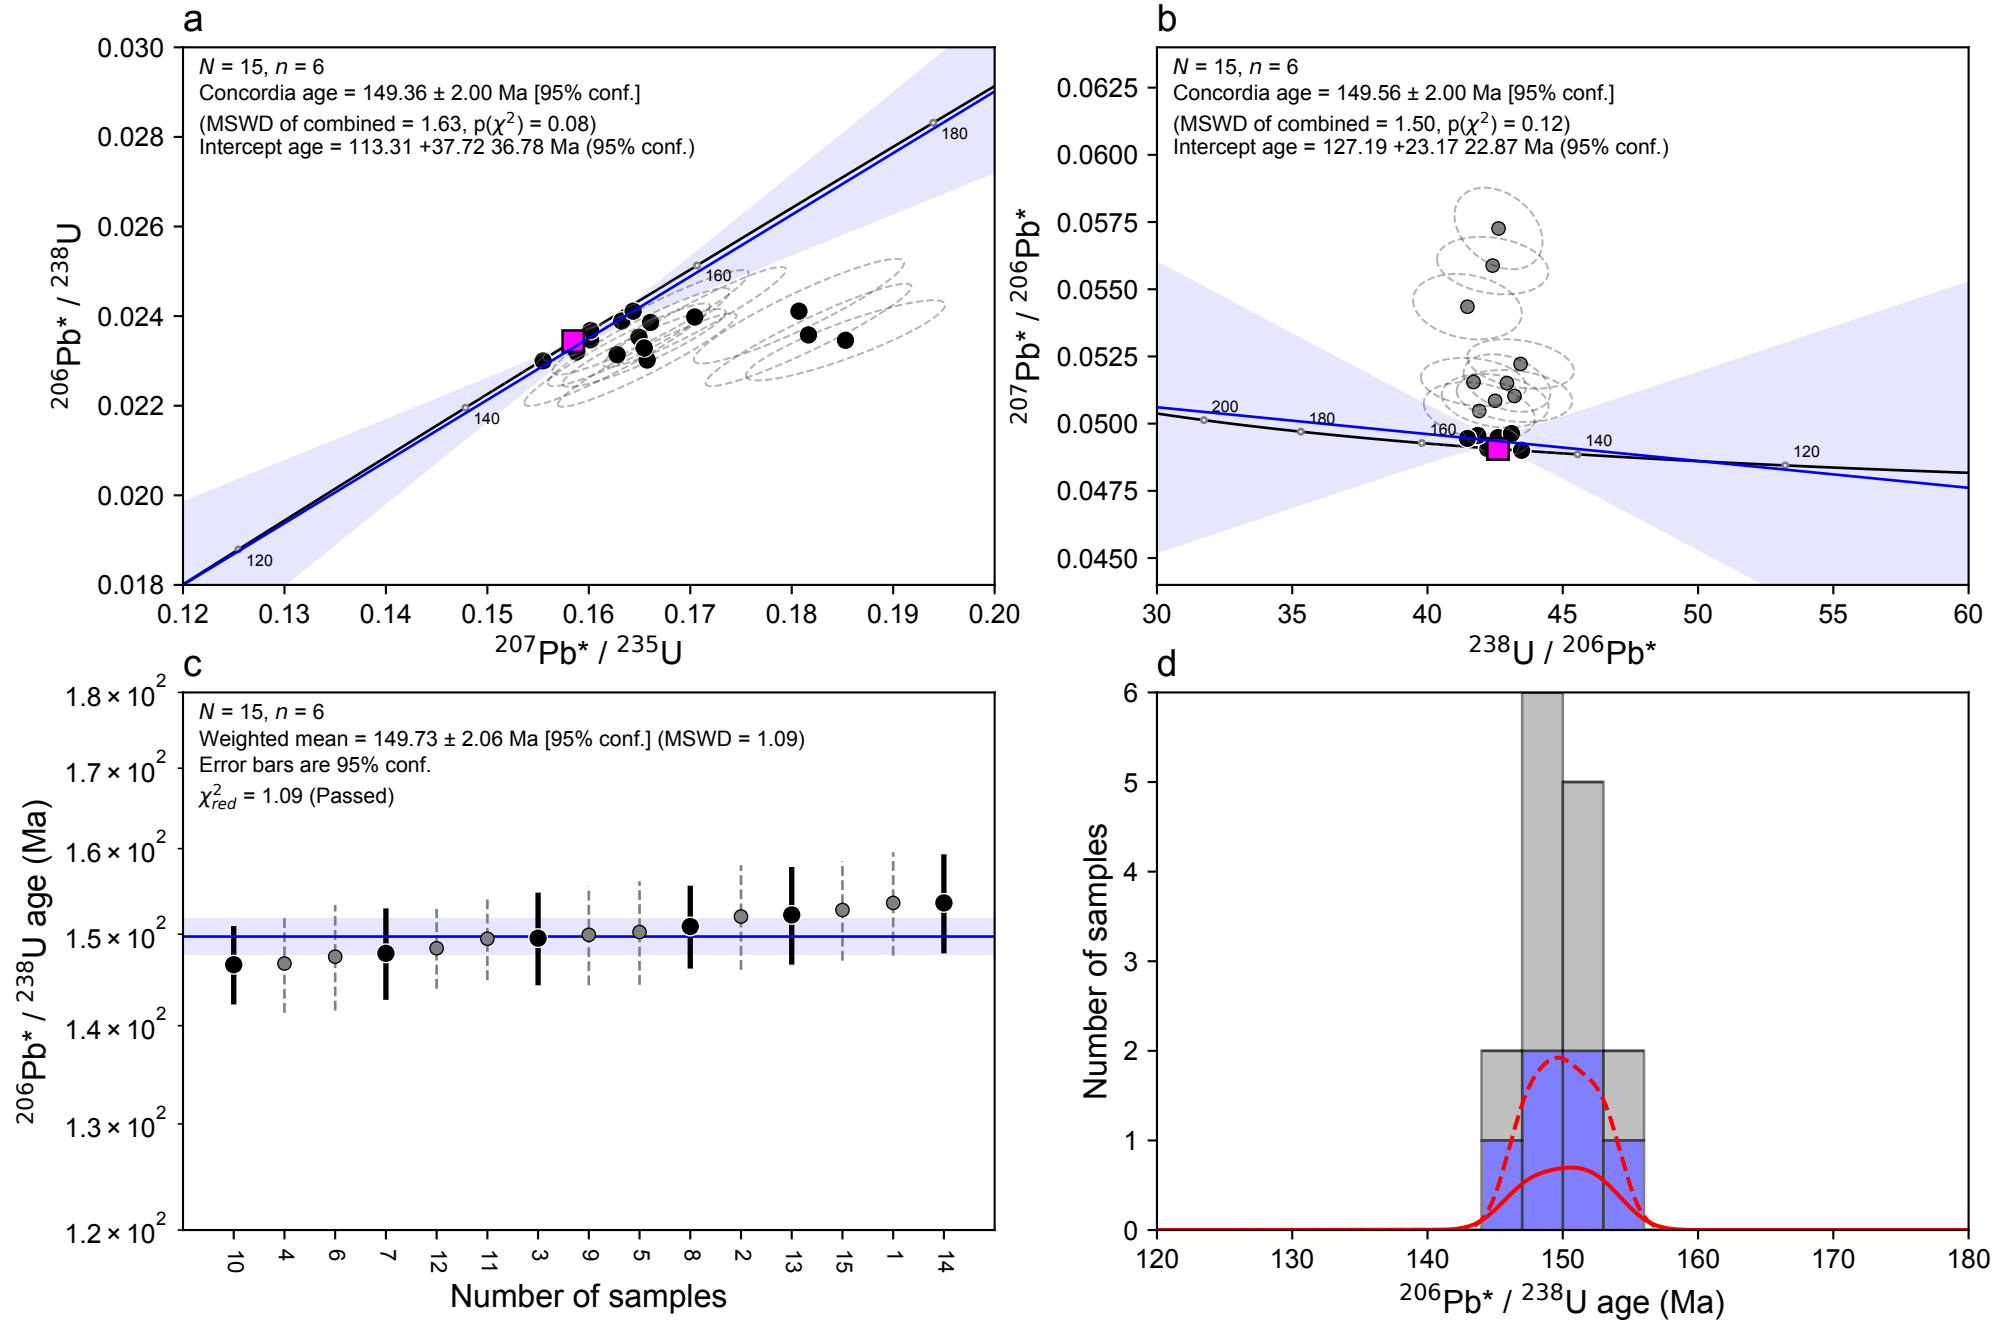 a
0.030
0.028
0.026
0.024
0.022
0.020
0.018
²⁰⁶Pb* / ²³⁸U
N = 15, n = 6
Concordia age = 149.36 ± 2.00 Ma [95% conf.]
(MSWD of combined = 1.63, p(χ²) = 0.08)
Intercept age = 113.31 +37.72 36.78 Ma (95% conf.)
180
160
140
120
0.12 0.13 0.14 0.15 0.16 0.17 0.18 0.19 0.20
²⁰⁷Pb* / ²³⁵U
b
0.0625
0.0600
0.0575
0.0550
0.0525
0.0500
0.0475
0.0450
²⁰⁷Pb* / ²⁰⁶Pb*
N = 15, n = 6
Concordia age = 149.56 ± 2.00 Ma [95% conf.]
(MSWD of combined = 1.50, p(χ²) = 0.12)
Intercept age = 127.19 +23.17 22.87 Ma (95% conf.)
200 180 160 140 120
30 35 40 45 50 55 60
²³⁸U / ²⁰⁶Pb*
c
1.8 × 10²
1.7 × 10²
1.6 × 10²
1.5 × 10²
1.4 × 10²
1.3 × 10²
1.2 × 10²
²⁰⁶Pb* / ²³⁸U age (Ma)
N = 15, n = 6
Weighted mean = 149.73 ± 2.06 Ma [95% conf.] (MSWD = 1.09)
Error bars are 95% conf.
χ²red = 1.09 (Passed)
10 4 6 7 12 11 3 9 5 8 2 13 15 1 14
Number of samples
d
6
5
4
3
2
1
0
Number of samples
120 130 140 150 160 170 180
²⁰⁶Pb* / ²³⁸U age (Ma)